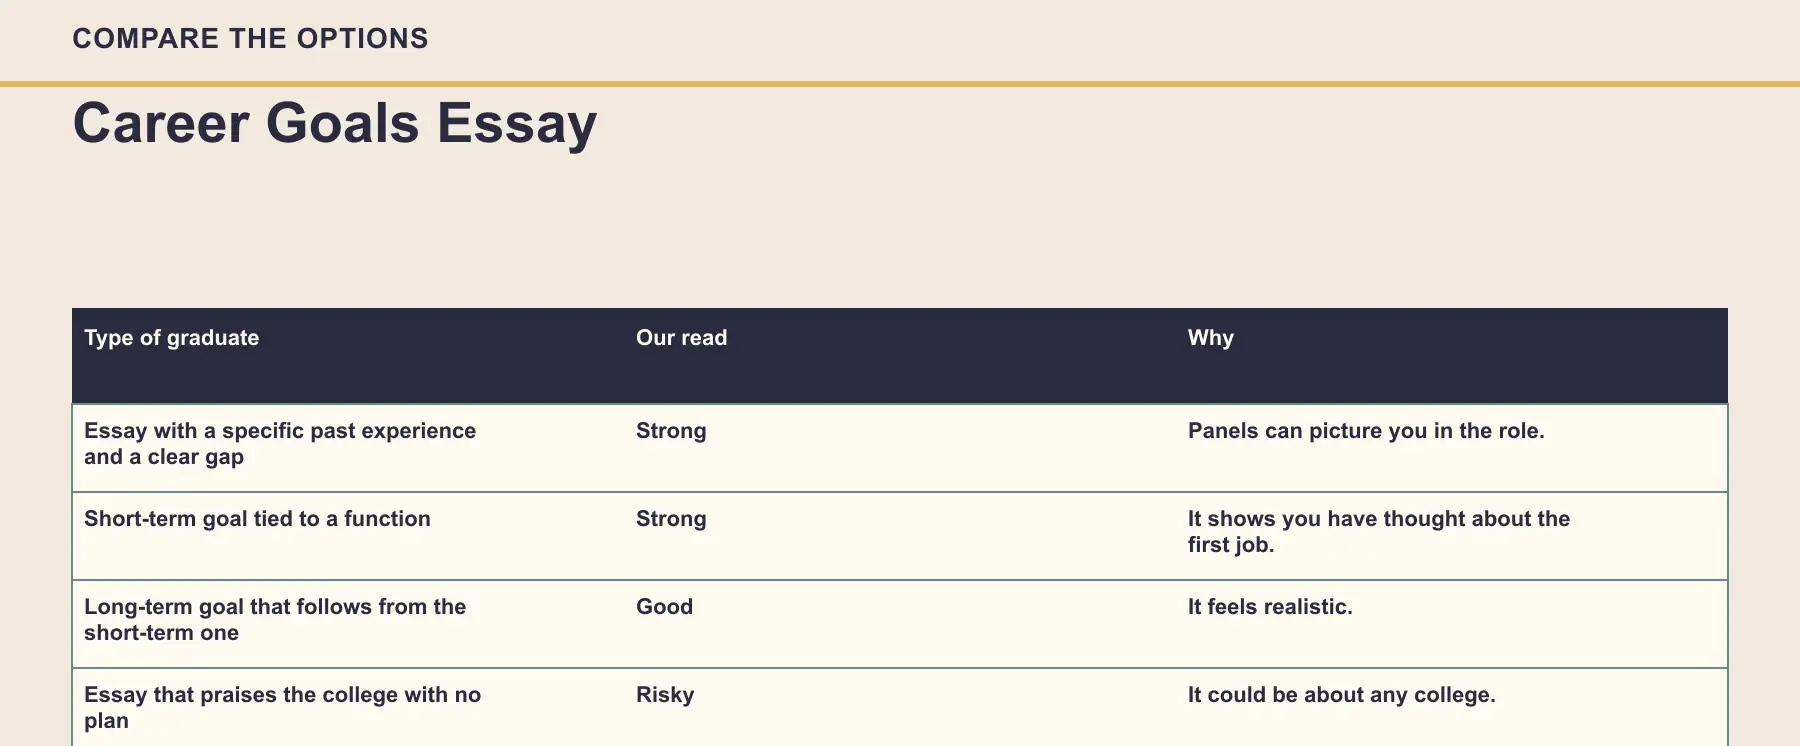 COMPARE THE OPTIONS
Career Goals Essay
Type of graduate
Our read
Why
Essay with a specific past experience
and a clear gap
Strong
Panels can picture you in the role.
Short-term goal tied to a function
Strong
It shows you have thought about the
first job.
Long-term goal that follows from the
short-term one
Good
It feels realistic.
Essay that praises the college with no
plan
Risky
It could be about any college.